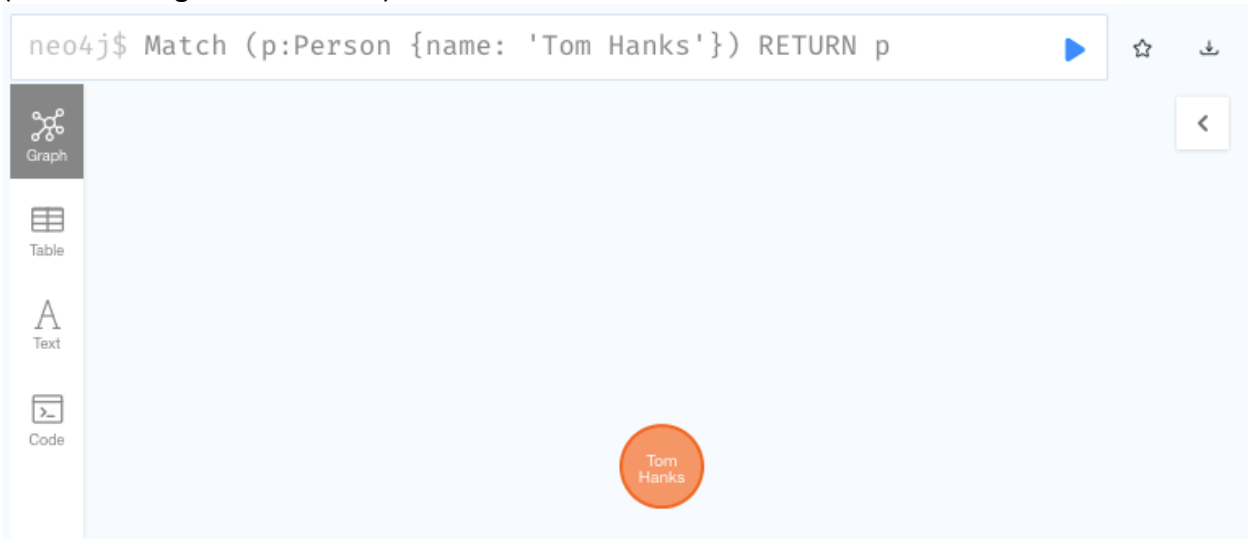 neo4j$ Match (p:Person {name: 'Tom Hanks'}) RETURN p
Graph
Table
A
Text
>_
Code
Tom
Hanks